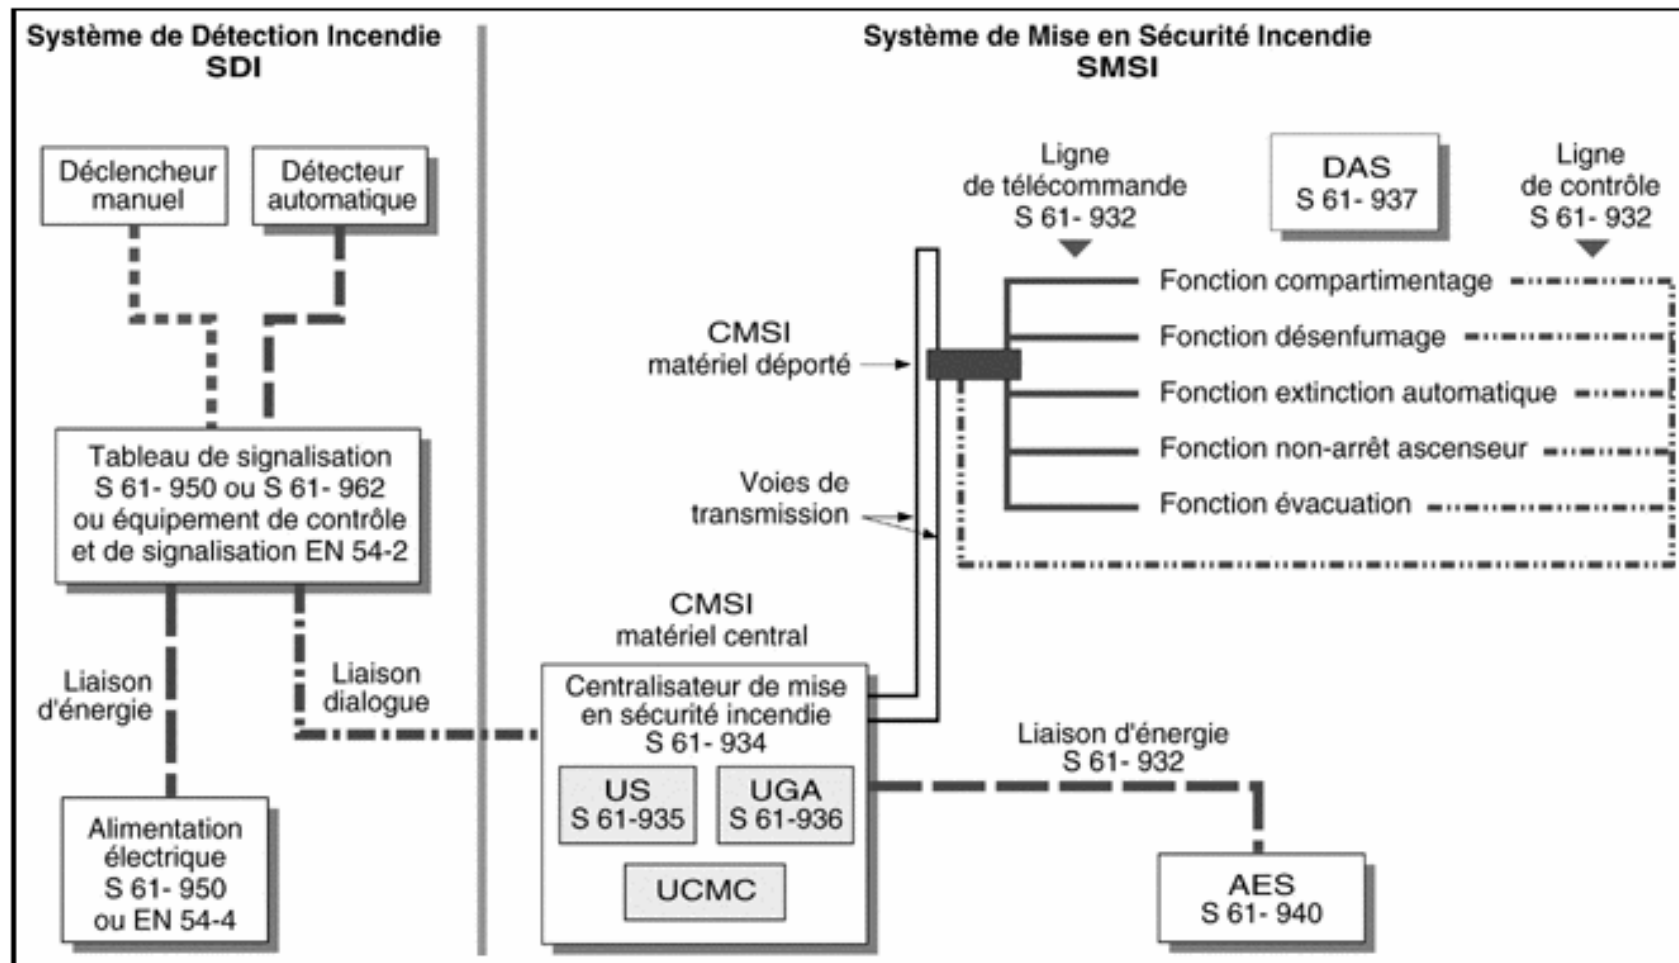 Système de Détection Incendie
SDI
Système de Mise en Sécurité Incendie
SMSI
Déclencheur
manuel
Détecteur
automatique
Ligne
de télécommande
S 61- 932
DAS
S 61- 937
Ligne
de contrôle
S 61- 932
Fonction compartimentage
Fonction désenfumage
Fonction extinction automatique
Fonction non-arrêt ascenseur
Fonction évacuation
CMSI
matériel déporté
Tableau de signalisation
S 61- 950 ou S 61- 962
ou équipement de contrôle
et de signalisation EN 54-2
Voies de
transmission
CMSI
matériel central
Liaison
d'énergie
Liaison
dialogue
Centralisateur de mise
en sécurité incendie
S 61- 934
US
S 61-935
UGA
S 61-936
UCMC
Liaison d'énergie
S 61- 932
Alimentation
électrique
S 61- 950
ou EN 54-4
AES
S 61- 940